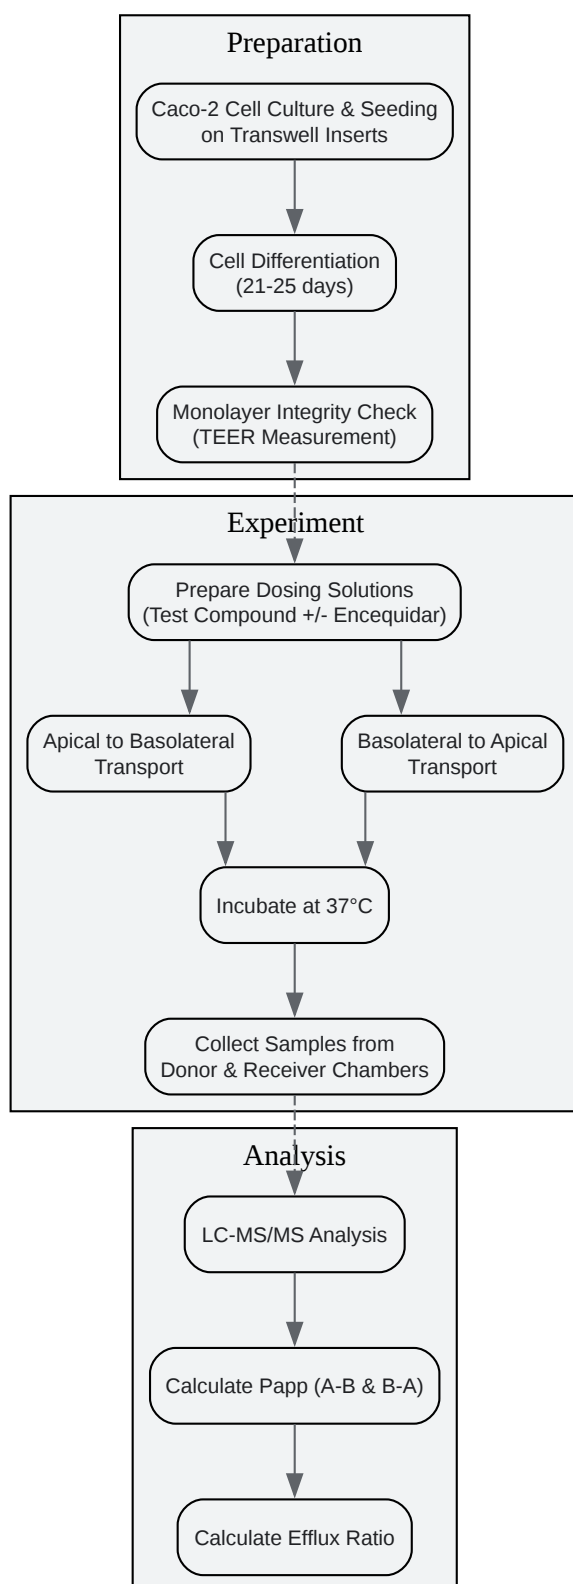 Preparation
Caco-2 Cell Culture & Seeding
on Transwell Inserts
Cell Differentiation
(21-25 days)
Monolayer Integrity Check
(TEER Measurement)
Experiment
Prepare Dosing Solutions
(Test Compound +/- Encequidar)
Apical to Basolateral
Transport
Basolateral to Apical
Transport
Incubate at 37°C
Collect Samples from
Donor & Receiver Chambers
Analysis
LC-MS/MS Analysis
Calculate Papp (A-B & B-A)
Calculate Efflux Ratio